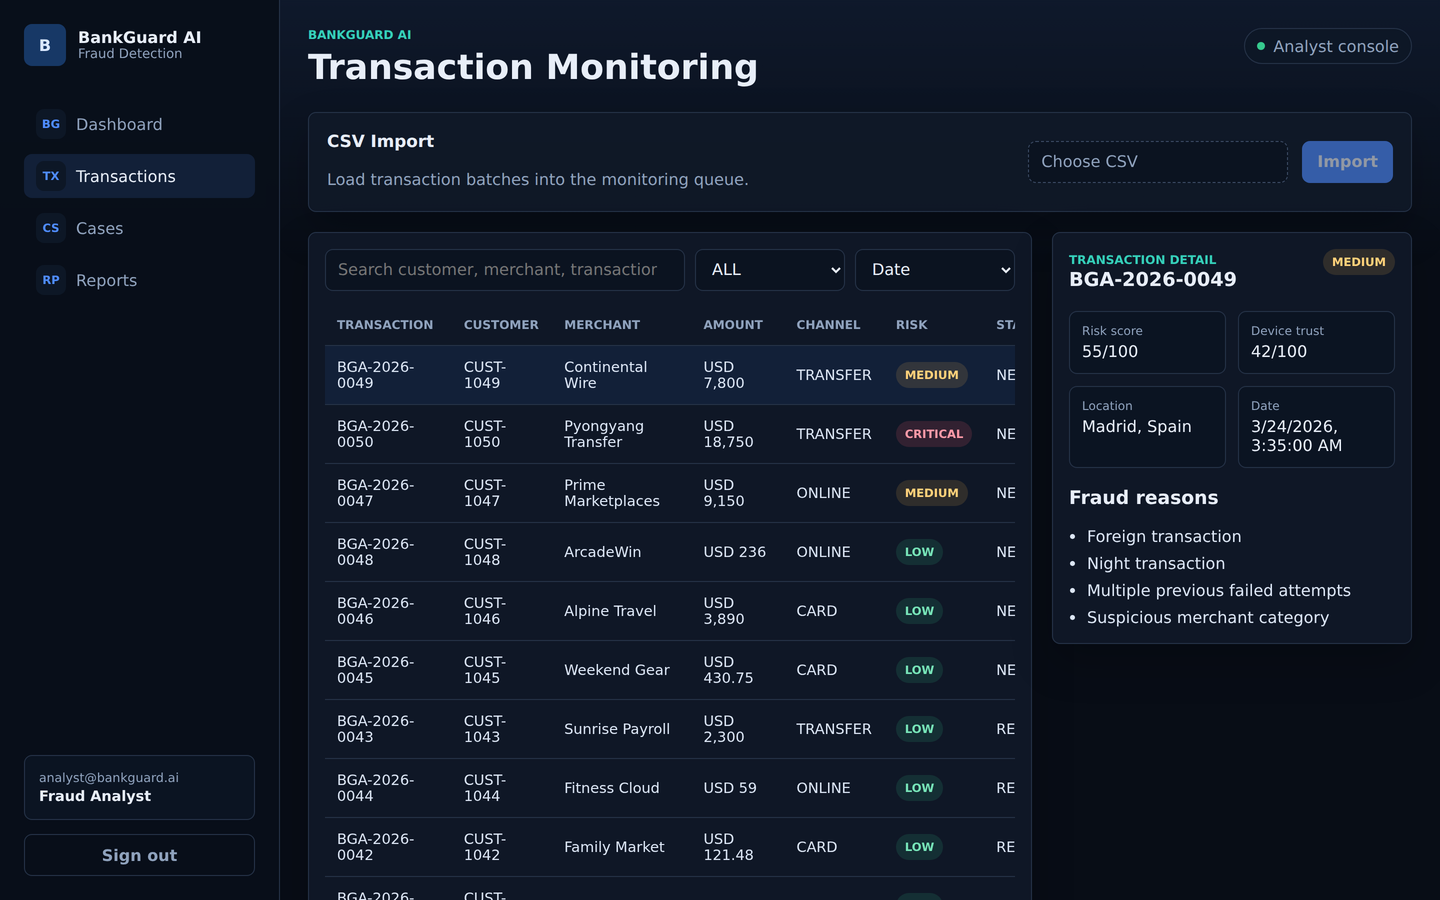 B
BankGuard AI
Fraud Detection
BG Dashboard
TX Transactions
CS Cases
RP Reports
analyst@bankguard.ai
Fraud Analyst
Sign out
BANKGUARD AI
Transaction Monitoring
Analyst console
CSV Import
Load transaction batches into the monitoring queue.
Choose CSV
Import
Search customer, merchant, transaction
ALL
Date
TRANSACTION CUSTOMER MERCHANT AMOUNT CHANNEL RISK STA
BGA-2026-0049 CUST-1049 Continental Wire USD 7,800 TRANSFER MEDIUM NE
BGA-2026-0050 CUST-1050 Pyongyang Transfer USD 18,750 TRANSFER CRITICAL NE
BGA-2026-0047 CUST-1047 Prime Marketplaces USD 9,150 ONLINE MEDIUM NE
BGA-2026-0048 CUST-1048 ArcadeWin USD 236 ONLINE LOW NE
BGA-2026-0046 CUST-1046 Alpine Travel USD 3,890 CARD LOW NE
BGA-2026-0045 CUST-1045 Weekend Gear USD 430.75 CARD LOW NE
BGA-2026-0043 CUST-1043 Sunrise Payroll USD 2,300 TRANSFER LOW RE
BGA-2026-0044 CUST-1044 Fitness Cloud USD 59 ONLINE LOW RE
BGA-2026-0042 CUST-1042 Family Market USD 121.48 CARD LOW RE
BGA-2026- CUST-
TRANSACTION DETAIL
BGA-2026-0049
MEDIUM
Risk score
55/100
Device trust
42/100
Location
Madrid, Spain
Date
3/24/2026,
3:35:00 AM
Fraud reasons
• Foreign transaction
• Night transaction
• Multiple previous failed attempts
• Suspicious merchant category